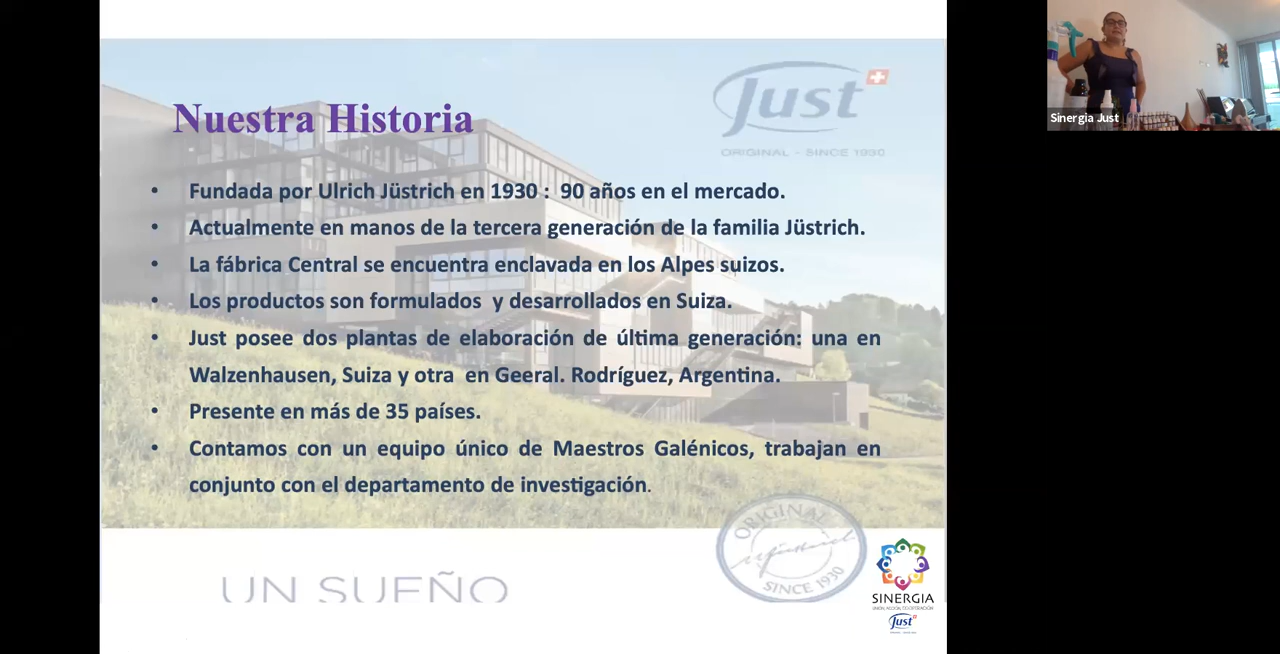 Just
ORIGINAL - SINCE 1930
Nuestra Historia
• Fundada por Ulrich Jüstrich en 1930 : 90 años en el mercado.
• Actualmente en manos de la tercera generación de la familia Jüstrich.
• La fábrica Central se encuentra enclavada en los Alpes suizos.
• Los productos son formulados y desarrollados en Suiza.
• Just posee dos plantas de elaboración de última generación: una en
Walzenhausen, Suiza y otra en Geeral. Rodríguez, Argentina.
• Presente en más de 35 países.
• Contamos con un equipo único de Maestros Galénicos, trabajan en
conjunto con el departamento de investigación.
ORIGINAL
SINCE 1930
UN SUEÑO
SINERGIA
UNION, ACCIÓN, CO-OPERACIÓN
Just
Sinergia Just